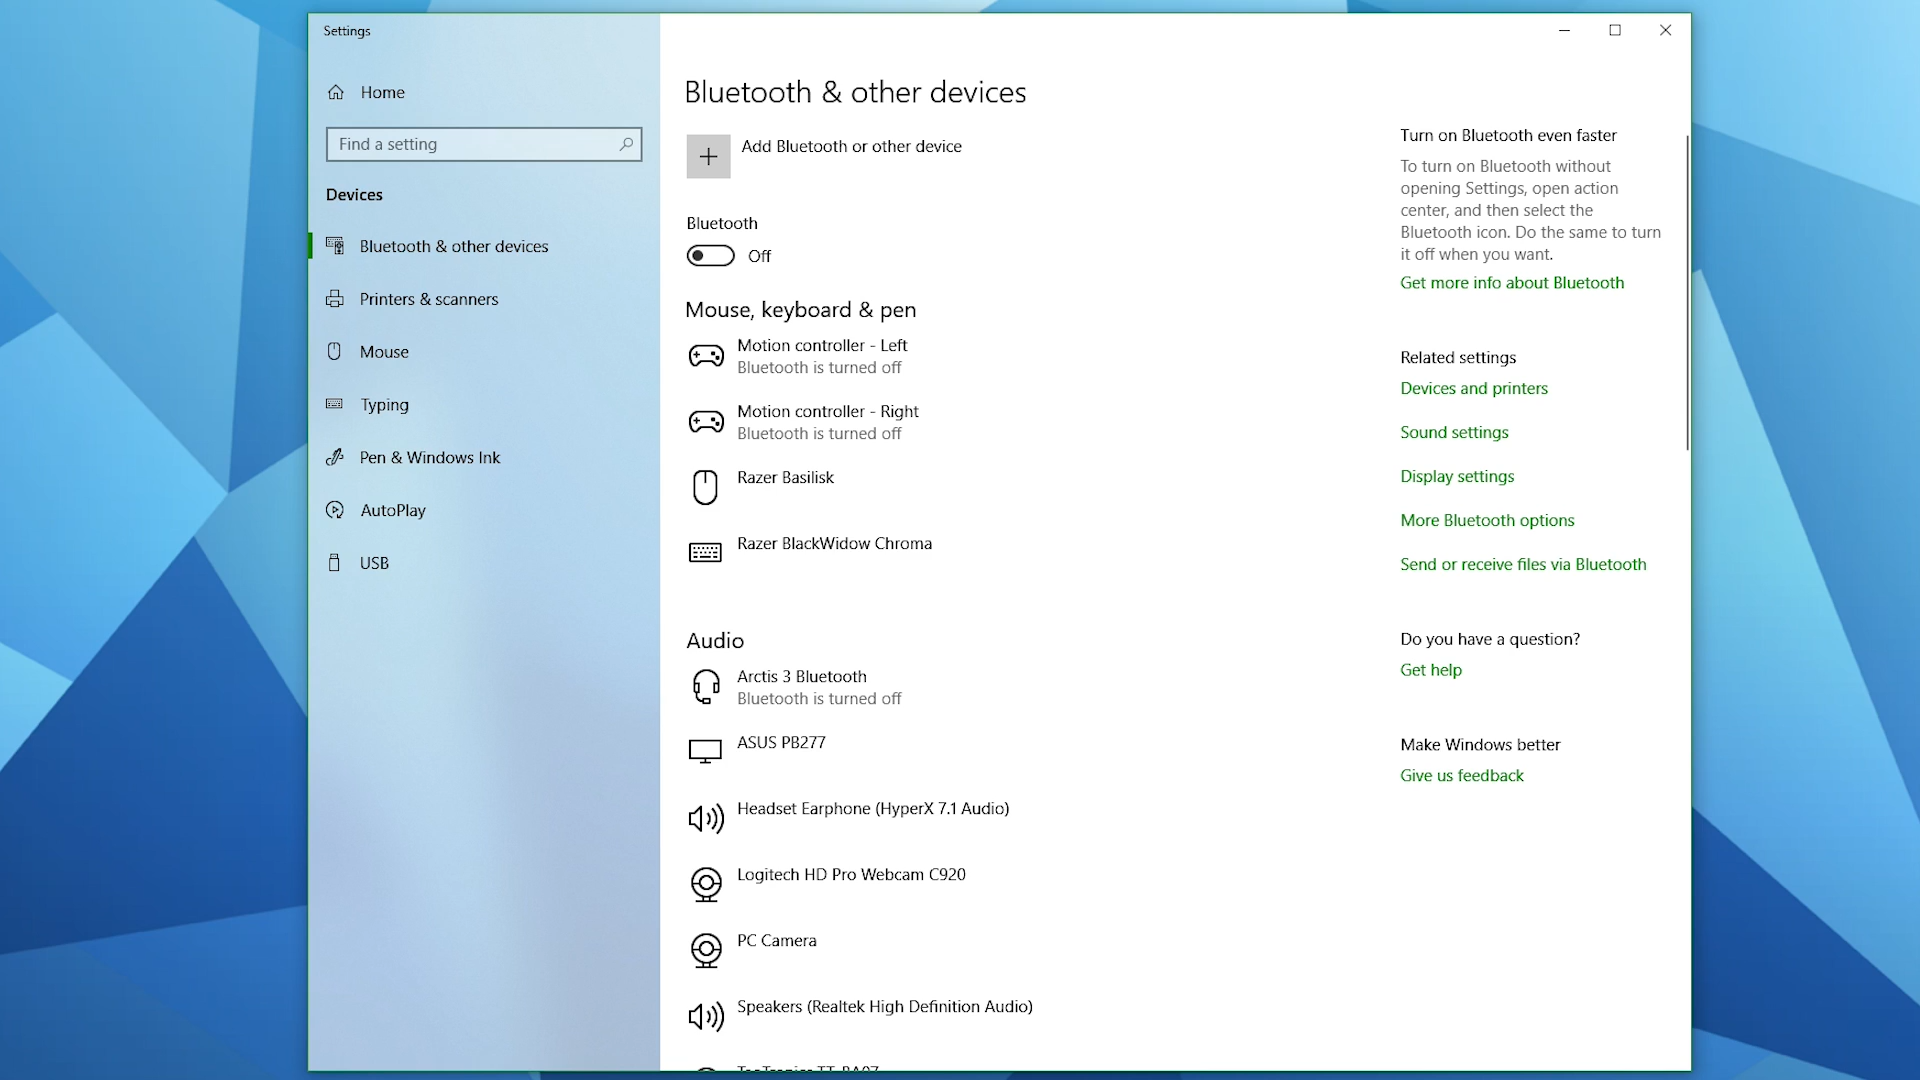 Settings
Home
Find a setting
Devices
Bluetooth & other devices
Printers & scanners
Mouse
Typing
Pen & Windows Ink
AutoPlay
USB
Bluetooth & other devices
Add Bluetooth or other device
Bluetooth
Off
Mouse, keyboard & pen
Motion controller - Left
Bluetooth is turned off
Motion controller - Right
Bluetooth is turned off
Razer Basilisk
Razer BlackWidow Chroma
Audio
Arctis 3 Bluetooth
Bluetooth is turned off
ASUS PB277
Headset Earphone (HyperX 7.1 Audio)
Logitech HD Pro Webcam C920
PC Camera
Speakers (Realtek High Definition Audio)
Turn on Bluetooth even faster
To turn on Bluetooth without
opening Settings, open action
center, and then select the
Bluetooth icon. Do the same to turn
it off when you want.
Get more info about Bluetooth
Related settings
Devices and printers
Sound settings
Display settings
More Bluetooth options
Send or receive files via Bluetooth
Do you have a question?
Get help
Make Windows better
Give us feedback